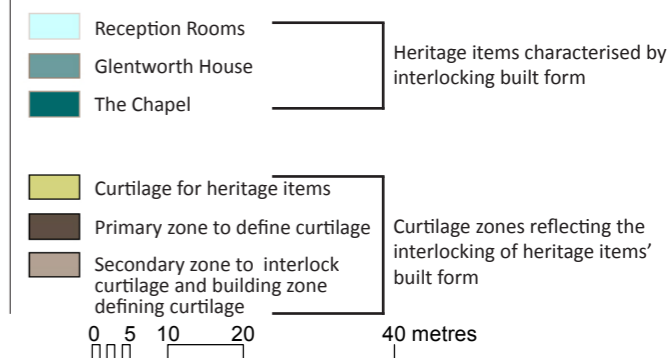 Reception Rooms
Glentworth House
The Chapel
Heritage items characterised by
interlocking built form
Curtilage for heritage items
Primary zone to define curtilage
Secondary zone to interlock
curtilage and building zone
defining curtilage
Curtilage zones reflecting the
interlocking of heritage items'
built form
0 5 10 20 40 metres